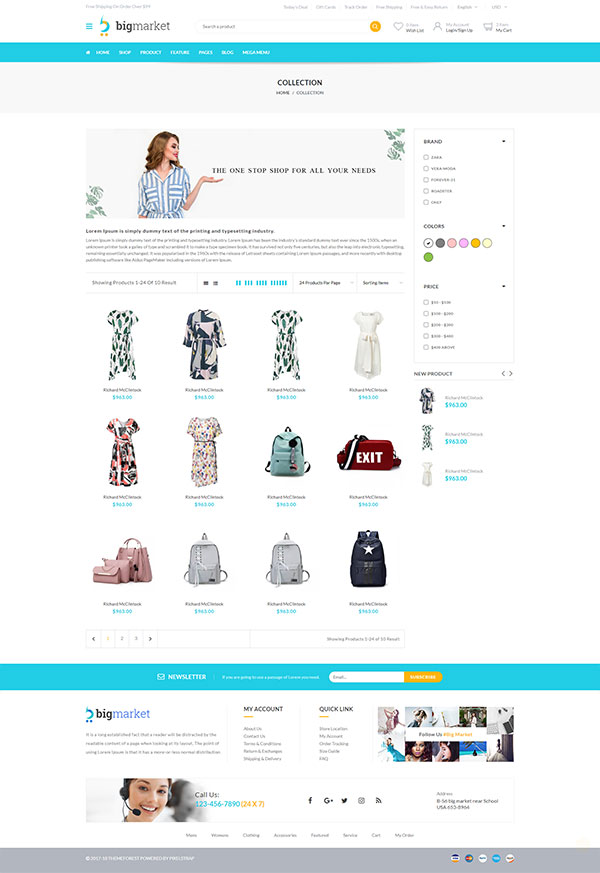 Free Shipping On Order Over $99
Today's Deal Gift Cards Track Order Free Shipping Free & Easy Return English USD
bigmarket
Search a product
0 Items
Wish List
My Account
Login/Sign Up
My Cart
HOME SHOP PRODUCT FEATURE PAGES BLOG MEGA MENU
COLLECTION
HOME / COLLECTION
THE ONE STOP SHOP FOR ALL YOUR NEEDS
Lorem Ipsum is simply dummy text of the printing and typesetting industry.
Lorem Ipsum is simply dummy text of the printing and typesetting industry. Lorem Ipsum has been the industry's standard dummy text ever since the 1500s, when an
unknown printer took a galley of type and scrambled it to make a type specimen book. It has survived not only five centuries, but also the leap into electronic typesetting,
remaining essentially unchanged. It was popularised in the 1960s with the release of Letraset sheets containing Lorem Ipsum passages, and more recently with desktop
publishing software like Aldus PageMaker including versions of Lorem Ipsum.
Showing Products 1-24 Of 10 Result
24 Products Per Page
Sorting Items
Richard McClintock Richard McClintock Richard McClintock Richard McClintock
$963.00 $963.00 $963.00 $963.00
EXIT
Richard McClintock Richard McClintock Richard McClintock Richard McClintock
$963.00 $963.00 $963.00 $963.00
Richard McClintock Richard McClintock Richard McClintock Richard McClintock
$963.00 $963.00 $963.00 $963.00
1 2 3
Showing Products 1-24 of 10 Result
BRAND
ZARA
VERA MODA
FOREVER-21
ROADSTER
ONLY
COLORS
PRICE
$10 - $100
$100 - $200
$200 - $300
$300 - $400
$400 ABOVE
NEW PRODUCT
Richard McClintock
$963.00
Richard McClintock
$963.00
Richard McClintock
$963.00
NEWSLETTER
If you are going to use a passage of Lorem you need.
Email
SUBSCRIBE
bigmarket
It is a long established fact that a reader will be distracted by the
readable content of a page when looking at its layout. The point of
using Lorem Ipsum is that it has a more-or-less normal distribution
MY ACCOUNT
About Us
Contact Us
Terms & Conditions
Return & Exchanges
Shipping & Delivery
QUICK LINK
Store Location
My Account
Order Tracking
Size Guide
FAQ
Follow Us #Big Market
Call Us:
123-456-7890 (24 X 7)
Address
B-56 big market near School
USA 653-8964
Mens Womens Clothing Accessories Featured Service Cart My Order
© 2017-18 THEMEFOREST POWERED BY PIXELSTRAP